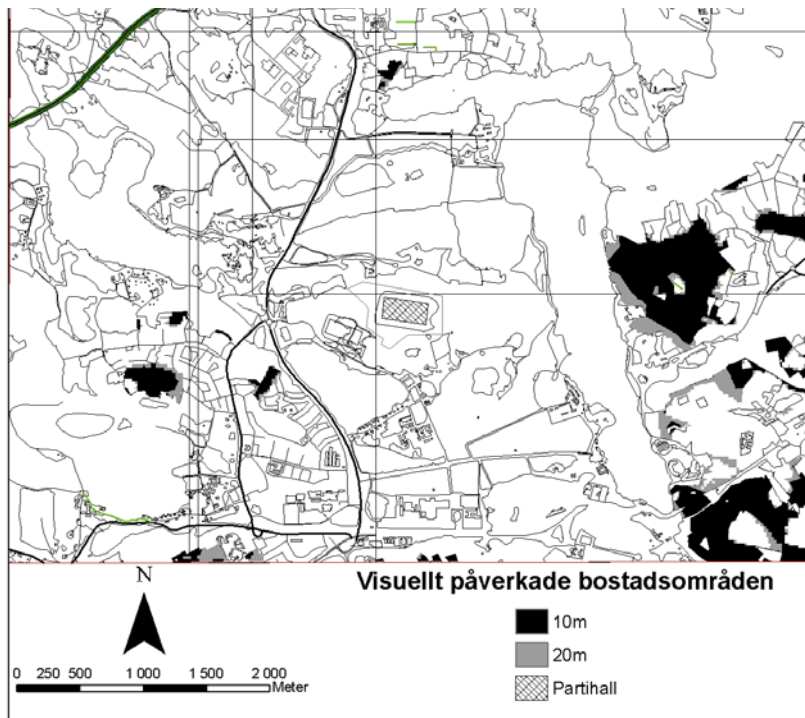 Visuellt påverkade bostadsområden
10m
20m
Partihall
N
0 250 500 1 000 1 500 2 000
Meter